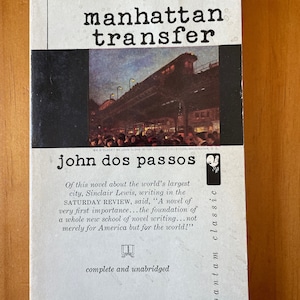 manhattan
transfer
john dos passos
Of this novel about the world's largest
city, Sinclair Lewis, writing in the
SATURDAY REVIEW, said, "A novel of
very first importance...the foundation of
a whole new school of novel writing...not
merely for America but for the world!"
complete and unabridged
bantam classic